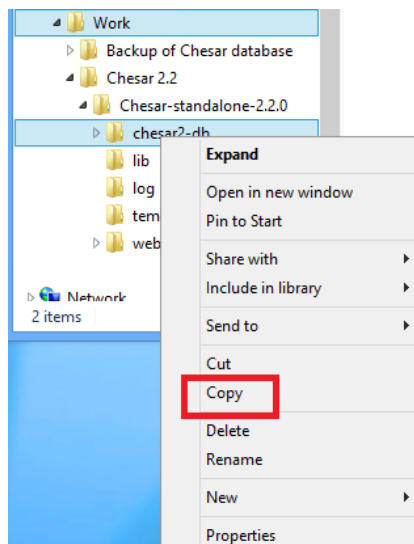 Work
Backup of Chesar database
Chesar 2.2
Chesar-standalone-2.2.0
chesar2-db
lib
log
tem
web
Network
2 items
Expand
Open in new window
Pin to Start
Share with
Include in library
Send to
Cut
Copy
Delete
Rename
New
Properties